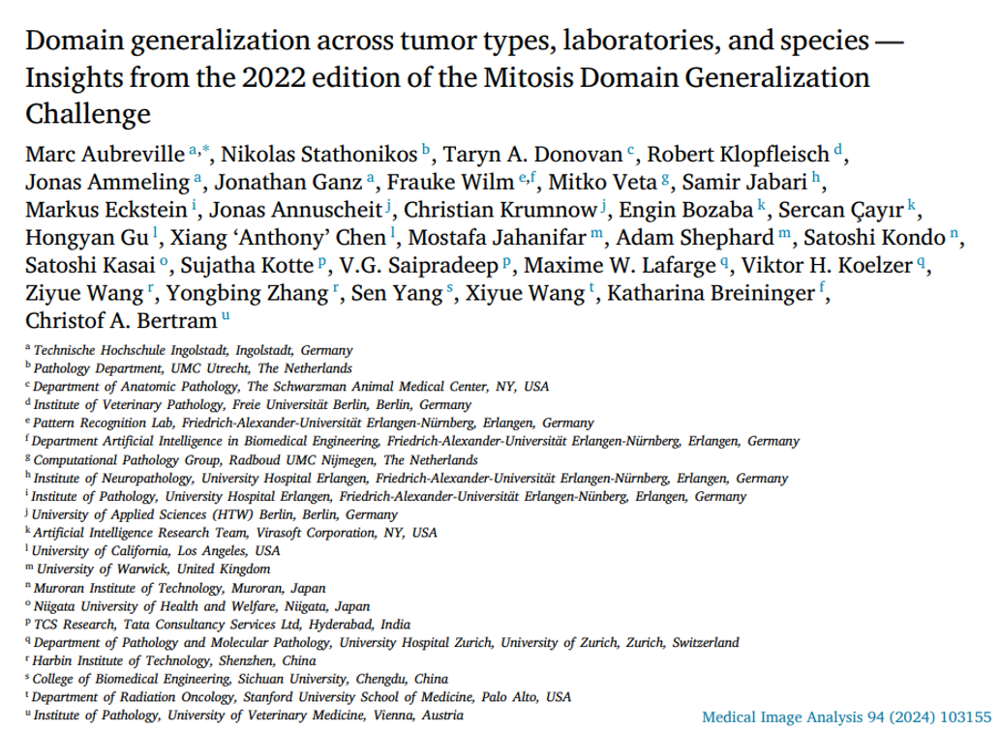 Domain generalization across tumor types, laboratories, and species —
Insights from the 2022 edition of the Mitosis Domain Generalization
Challenge
Marc Aubreville a,*, Nikolas Stathonikos b, Taryn A. Donovan c, Robert Klopfleisch d,
Jonas Ammeling a, Jonathan Ganz a, Frauke Wilm e,f, Mitko Veta g, Samir Jabari h,
Markus Eckstein i, Jonas Annuscheit j, Christian Krumnow j, Engin Bozaba k, Sercan Çayır k,
Hongyan Gu l, Xiang ‘Anthony’ Chen l, Mostafa Jahanifar m, Adam Shephard m, Satoshi Kondo n,
Satoshi Kasai o, Sujatha Kotte p, V.G. Saipradeep p, Maxime W. Lafarge q, Viktor H. Koelzer q,
Ziyue Wang r, Yongbing Zhang r, Sen Yang s, Xiyue Wang t, Katharina Breininger f,
Christof A. Bertram u
a Technische Hochschule Ingolstadt, Ingolstadt, Germany
b Pathology Department, UMC Utrecht, The Netherlands
c Department of Anatomic Pathology, The Schwarzman Animal Medical Center, NY, USA
d Institute of Veterinary Pathology, Freie Universität Berlin, Berlin, Germany
e Pattern Recognition Lab, Friedrich-Alexander-Universität Erlangen-Nürnberg, Erlangen, Germany
f Department Artificial Intelligence in Biomedical Engineering, Friedrich-Alexander-Universität Erlangen-Nürnberg, Erlangen, Germany
g Computational Pathology Group, Radboud UMC Nijmegen, The Netherlands
h Institute of Neuropathology, University Hospital Erlangen, Friedrich-Alexander-Universität Erlangen-Nürnberg, Erlangen, Germany
i Institute of Pathology, University Hospital Erlangen, Friedrich-Alexander-Universität Erlangen-Nünberg, Erlangen, Germany
j University of Applied Sciences (HTW) Berlin, Berlin, Germany
k Artificial Intelligence Research Team, Virasoft Corporation, NY, USA
l University of California, Los Angeles, USA
m University of Warwick, United Kingdom
n Muroran Institute of Technology, Muroran, Japan
o Niigata University of Health and Welfare, Niigata, Japan
p TCS Research, Tata Consultancy Services Ltd, Hyderabad, India
q Department of Pathology and Molecular Pathology, University Hospital Zurich, University of Zurich, Zurich, Switzerland
r Harbin Institute of Technology, Shenzhen, China
s College of Biomedical Engineering, Sichuan University, Chengdu, China
t Department of Radiation Oncology, Stanford University School of Medicine, Palo Alto, USA
u Institute of Pathology, University of Veterinary Medicine, Vienna, Austria
Medical Image Analysis 94 (2024) 103155